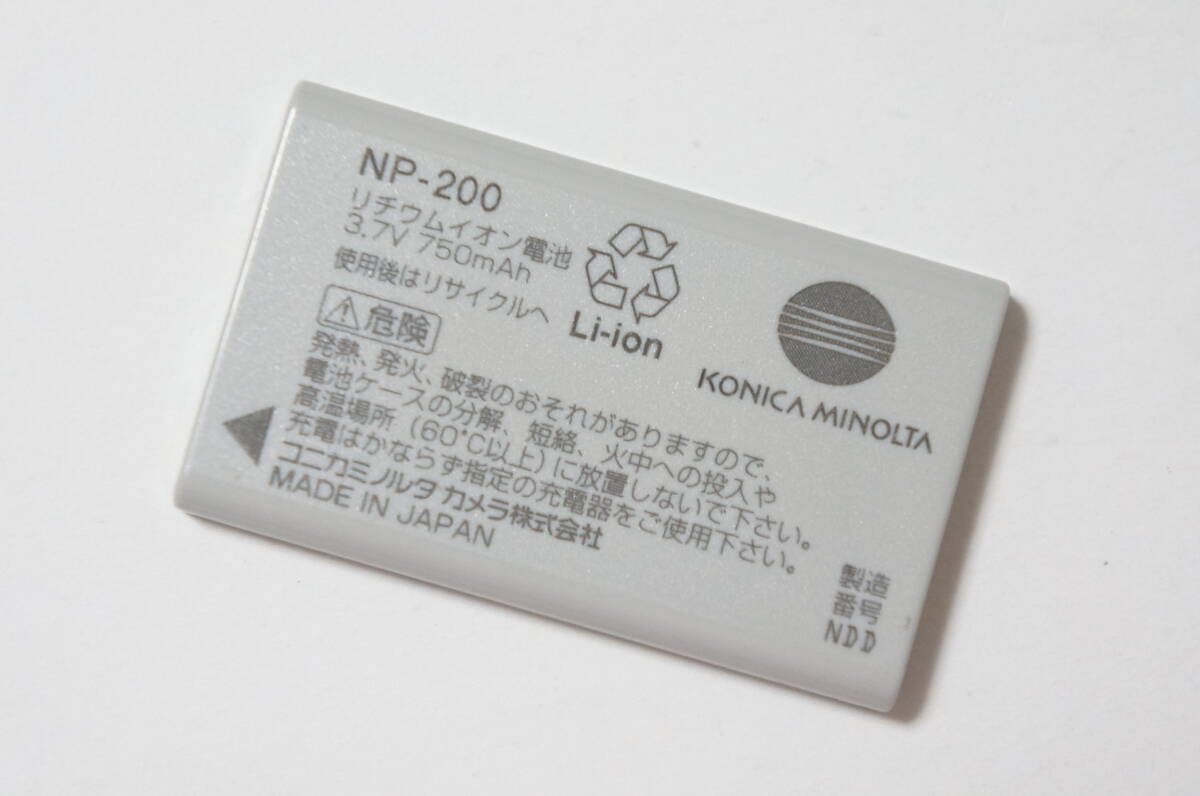 NP-200
リチウムイオン電池
3.7V 750mAh
使用後はリサイクルへ
Li-ion
KONICA MINOLTA
危険
発熱、発火、破裂のおそれがありますので、
電池ケースの分解、短絡、火中への投入や
高温場所(60°C以上)に放置しないで下さい。
充電はかならず指定の充電器をご使用下さい。
コニカミノルタカメラ株式会社
MADE IN JAPAN
製造
番号
NDD